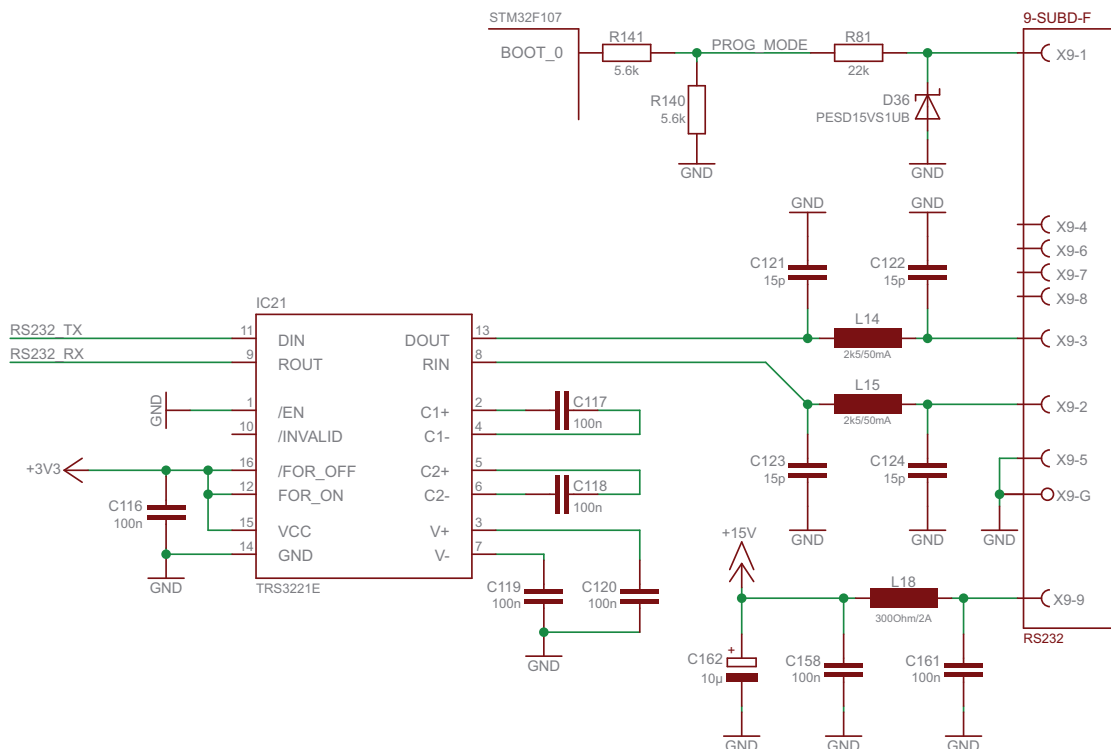 STM32F107
9-SUBD-F
BOOT_0
R141
5.6k
PROG_MODE
R81
22k
X9-1
R140
5.6k
D36
PESD15VS1UB
GND
GND
GND
GND
X9-4
X9-6
X9-7
X9-8
C121
15p
C122
15p
IC21
RS232_TX
11
DIN
DOUT
13
L14
2k5/50mA
X9-3
RS232_RX
9
ROUT
RIN
8
L15
2k5/50mA
X9-2
GND
1
/EN
C1+
2
C117
100n
10
/INVALID
C1-
4
+3V3
16
/FOR_OFF
C2+
5
C123
15p
C124
15p
X9-5
12
FOR_ON
C2-
6
C118
100n
X9-G
C116
100n
15
VCC
V+
3
14
GND
V-
7
GND
GND
GND
+15V
GND
TRS3221E
C119
100n
C120
100n
L18
300Ohm/2A
X9-9
RS232
GND
C162
+
10µ
C158
100n
C161
100n
GND
GND
GND